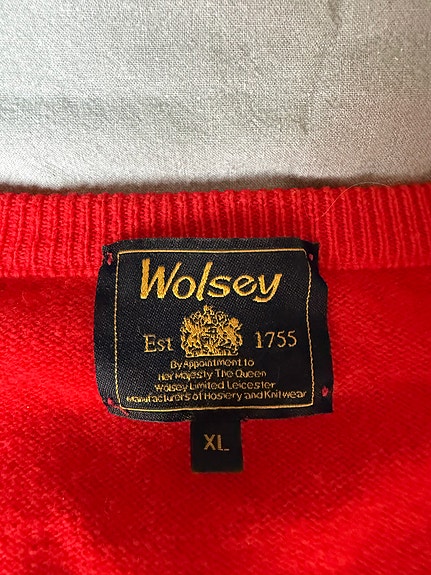 Wolsey
Est 1755
By Appointment to
Her Majesty The Queen
Wolsey Limited Leicester
Manufacturers of Hosiery and Knitwear
XL